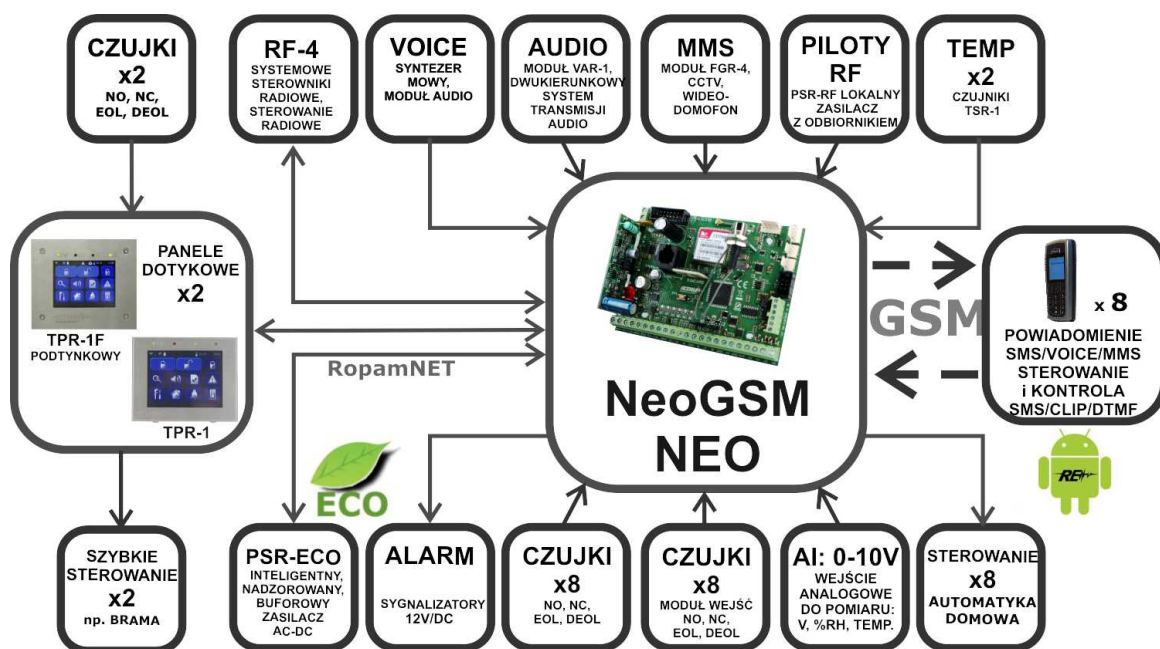 CZUJKI
x2
NO, NC,
EOL, DEOL
RF-4
SYSTEMOWE
STEROWNIKI
RADIOWE,
STEROWANIE
RADIOWE
VOICE
SYNTEZER
MOWY,
MODUŁ AUDIO
AUDIO
MODUŁ VAR-1,
DWUKIERUNKOWY
SYSTEM
TRANSMISJI
AUDIO
MMS
MODUŁ FGR-4,
CCTV,
WIDEO-
DOMOFON
PILOTY
RF
PSR-RF LOKALNY
ZASILACZ
Z ODBIORNIKIEM
TEMP
x2
CZUJNIKI
TSR-1
PANELE
DOTYKOWE
x2
TPR-1F
PODTYNKOWY
TPR-1
RopamNET
NeoGSM
NEO
GSM
x 8
POWIADOMIENIE
SMS/VOICE/MMS
STEROWANIE
i KONTROLA
SMS/CLIP/DTMF
RE
ECO
SZYBKIE
STEROWANIE
x2
np. BRAMA
PSR-ECO
INTELIGENTNY,
NADZOROWANY,
BUFOROWY
ZASILACZ
AC-DC
ALARM
SYGNALIZATORY
12V/DC
CZUJKI
x8
NO, NC,
EOL, DEOL
CZUJKI
x8
MODUŁ WEJŚĆ
NO, NC,
EOL, DEOL
AI: 0-10V
WEJŚCIE
ANALOGOWE
DO POMIARU:
V, %RH, TEMP.
STEROWANIE
x8
AUTOMATYKA
DOMOWA